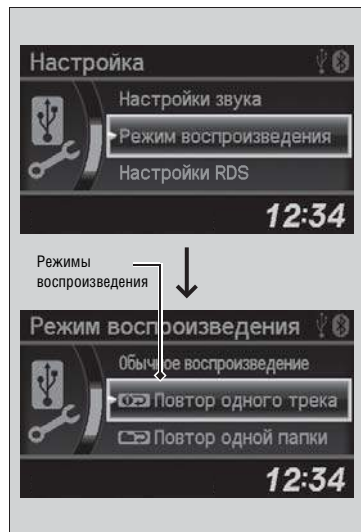 Настройка
Настройки звука
Режим воспроизведения
Настройки RDS
12:34
Режимы
воспроизведения
Режим воспроизведения
Обычное воспроизведение
Повтор одного трека
Повтор одной папки
12:34